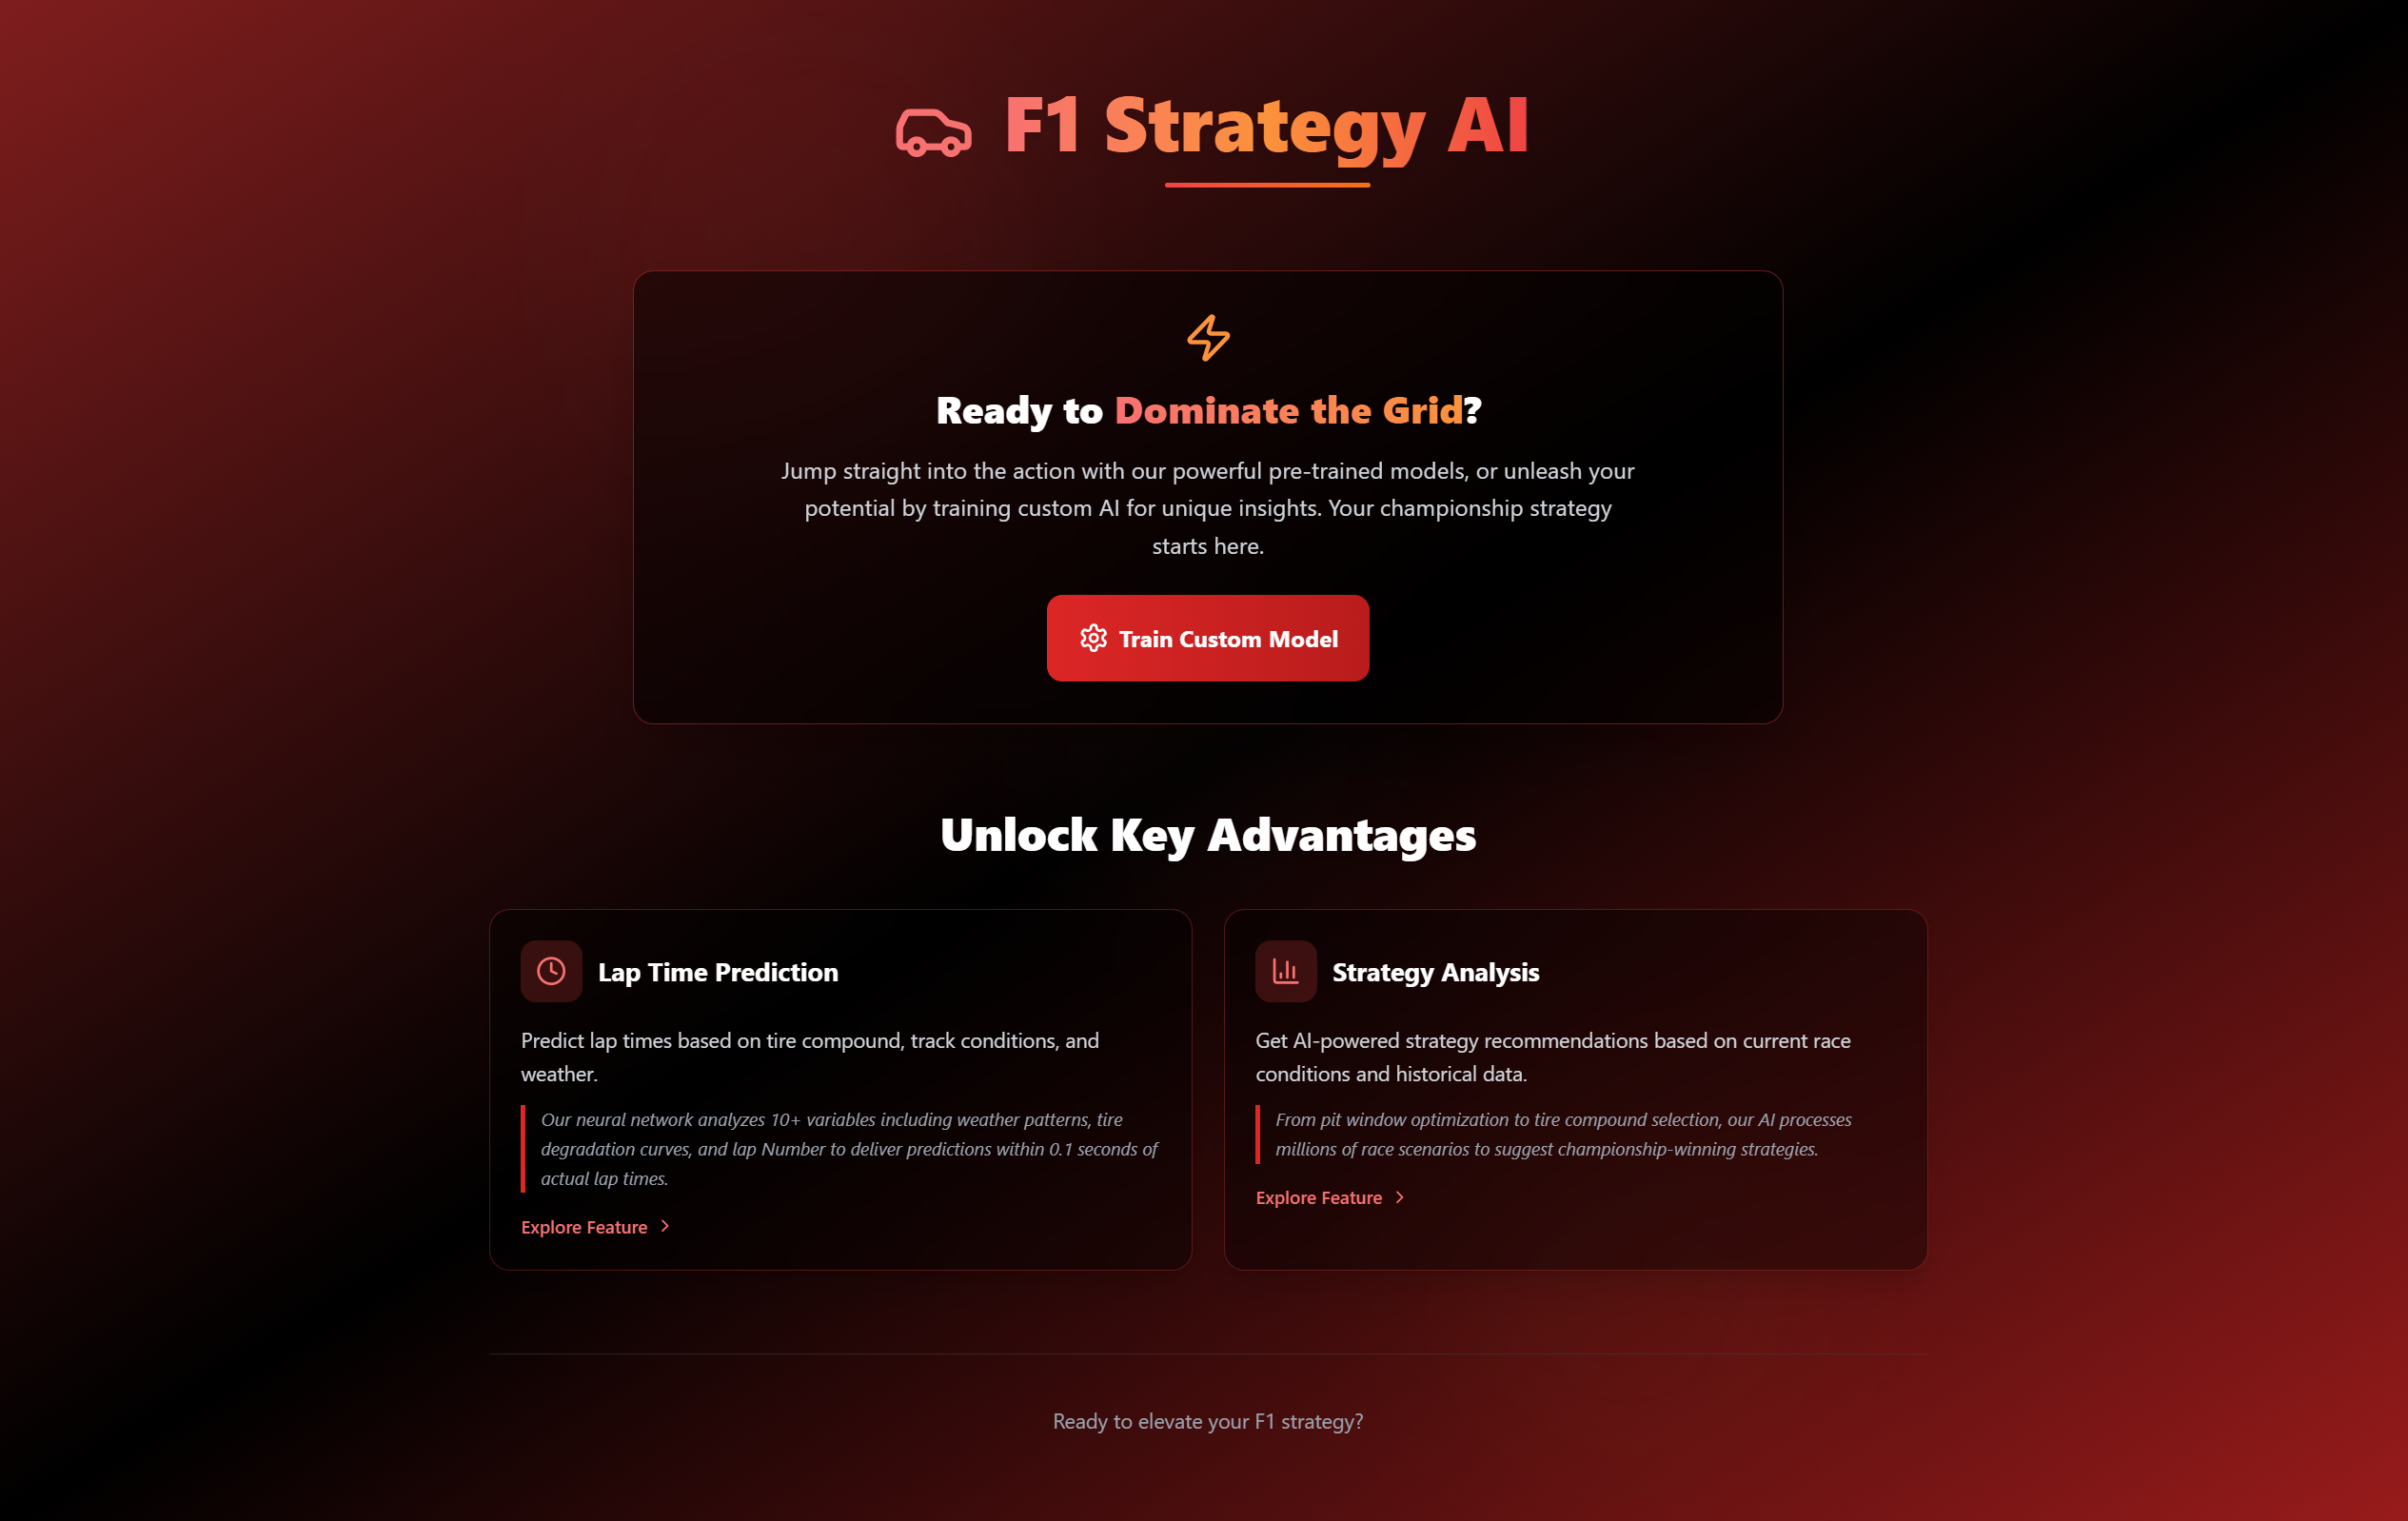 F1 Strategy AI
Ready to Dominate the Grid?
Jump straight into the action with our powerful pre-trained models, or unleash your
potential by training custom AI for unique insights. Your championship strategy
starts here.
Train Custom Model
Unlock Key Advantages
Lap Time Prediction
Predict lap times based on tire compound, track conditions, and
weather.
Our neural network analyzes 10+ variables including weather patterns, tire
degradation curves, and lap Number to deliver predictions within 0.1 seconds of
actual lap times.
Explore Feature
Strategy Analysis
Get AI-powered strategy recommendations based on current race
conditions and historical data.
From pit window optimization to tire compound selection, our AI processes
millions of race scenarios to suggest championship-winning strategies.
Explore Feature
Ready to elevate your F1 strategy?